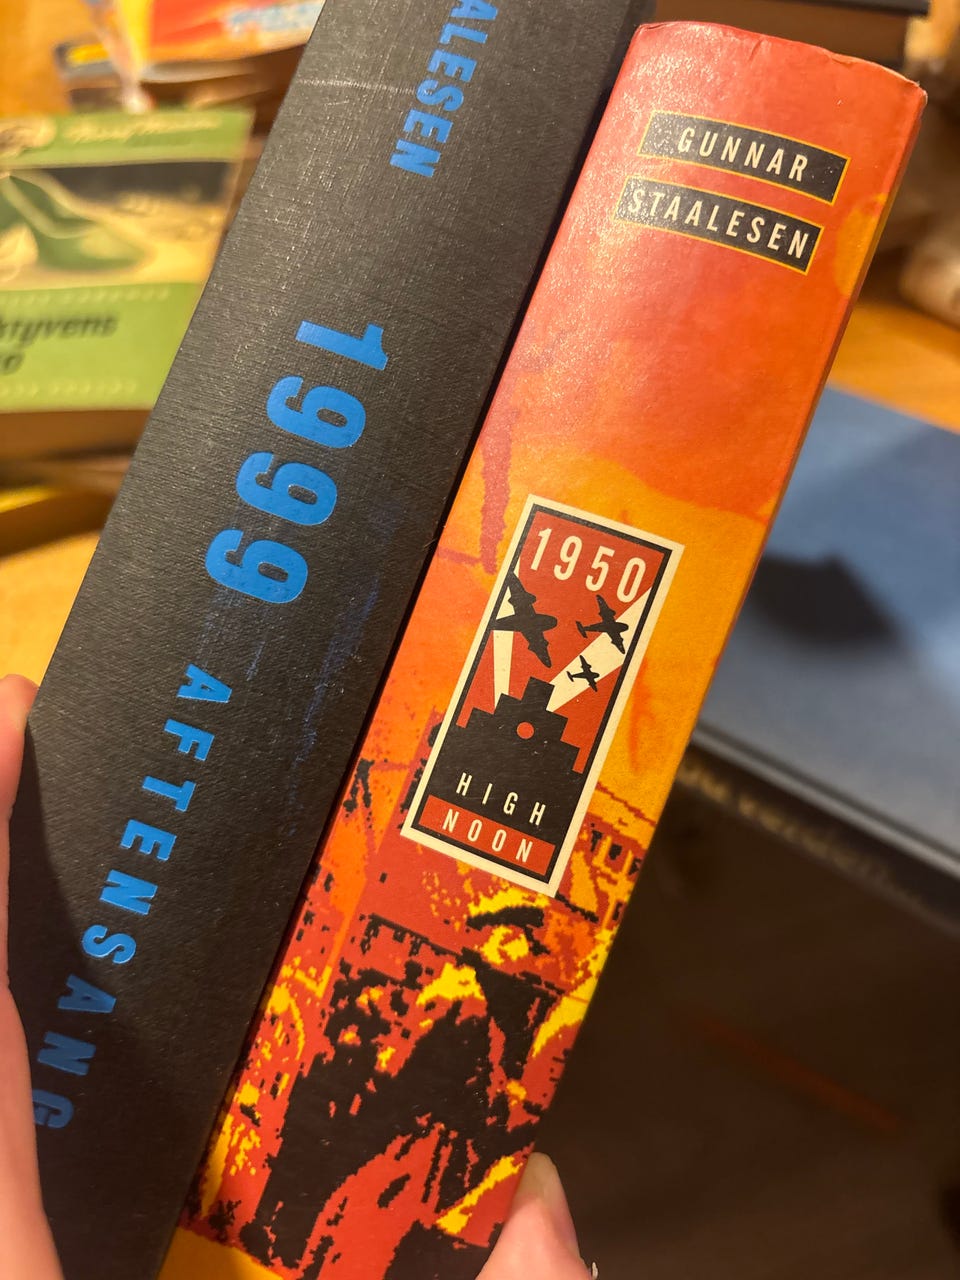 ALESEN
1999
AFTENSANG
GUNNAR
STAALESEN
1950
HIGH
NOON